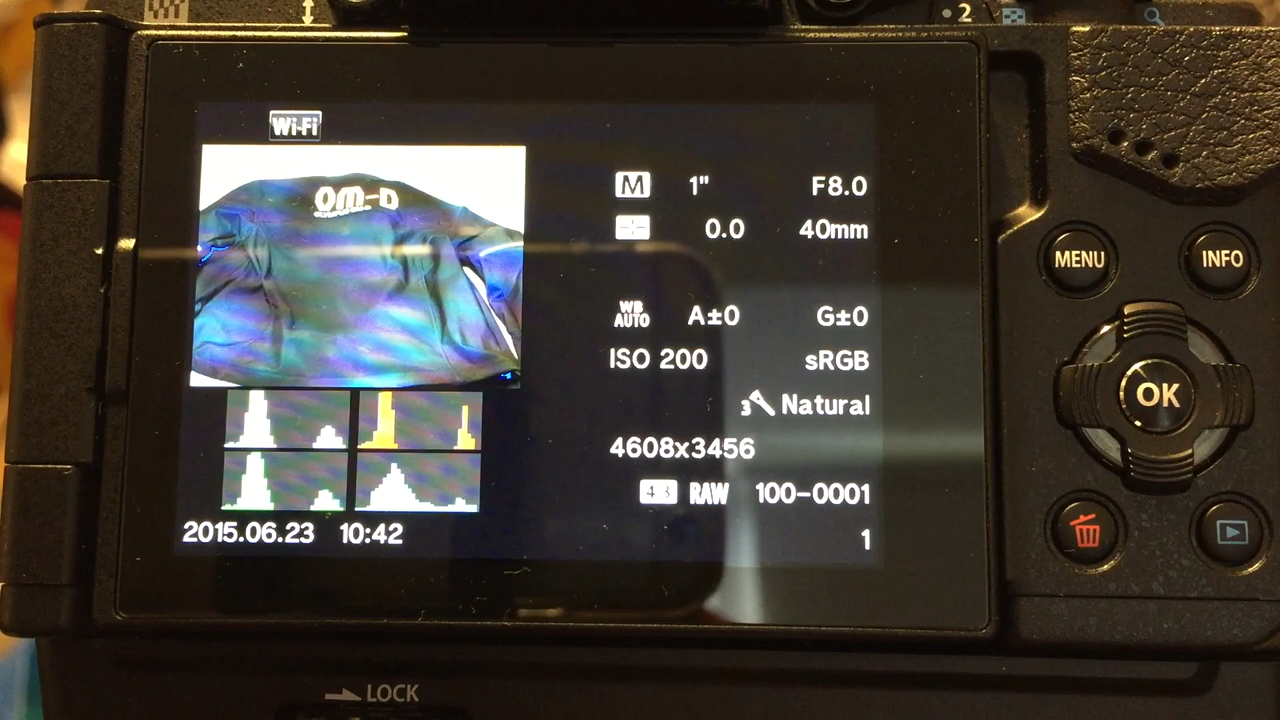 2
Wi-Fi
OM-D
M 1" F8.0
0.0 40mm
MENU
INFO
WB AUTO A±0 G±0
ISO 200 sRGB
3 Natural
OK
4608x3456
4:3 RAW 100-0001
2015.06.23 10:42
1
LOCK